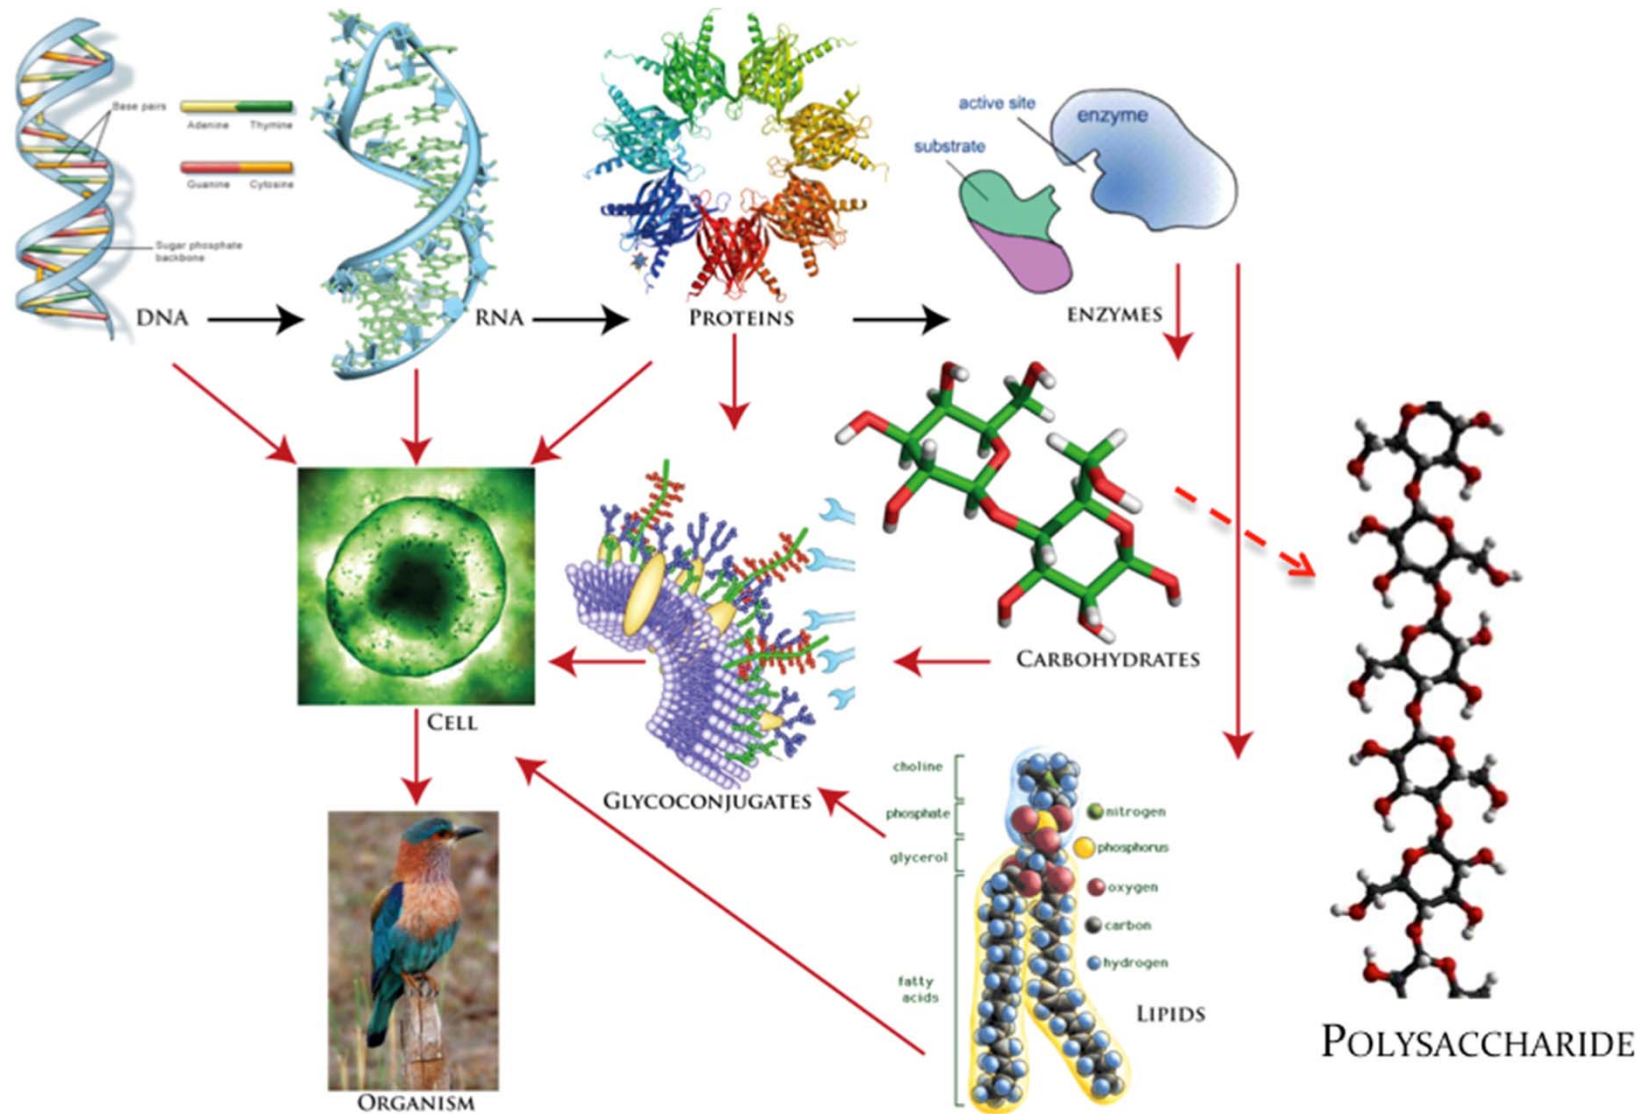 Base pairs
Adenine Thymine
Guanine Cytosine
Sugar phosphate
backbone
active site
enzyme
substrate
DNA
RNA
PROTEINS
ENZYMES
CARBOHYDRATES
CELL
GLYCOCONJUGATES
choline
phosphate
glycerol
fatty
acids
nitrogen
phosphorus
oxygen
carbon
hydrogen
LIPIDS
POLYSACCHARIDE
ORGANISM